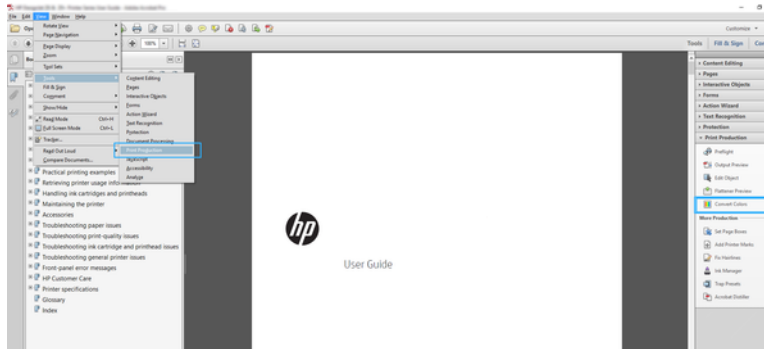 File Edit View Window Help
Rotate View
Page Navigation
Page Display
Zoom
Tool Sets
Tools
Fill & Sign
Comment
Show/Hide
Read Mode Ctrl+H
Full Screen Mode Ctrl+L
Tracker...
Read Out Loud
Compare Documents...
Content Editing
Pages
Interactive Objects
Forms
Action Wizard
Text Recognition
Protection
Document Processing
Print Production
JavaScript
Accessibility
Analyze
Practical printing examples
Retrieving printer usage information
Handling ink cartridges and printheads
Maintaining the printer
Accessories
Troubleshooting paper issues
Troubleshooting print-quality issues
Troubleshooting ink cartridge and printhead issues
Troubleshooting general printer issues
Front-panel error messages
HP Customer Care
Printer specifications
Glossary
Index
hp
User Guide
Customize
Tools Fill & Sign
Content Editing
Pages
Interactive Objects
Forms
Action Wizard
Text Recognition
Protection
Print Production
Preflight
Output Preview
Edit Object
Flattener Preview
Convert Colors
More Production
Set Page Boxes
Add Printer Marks
Fix Hairlines
Ink Manager
Trap Presets
Acrobat Distiller